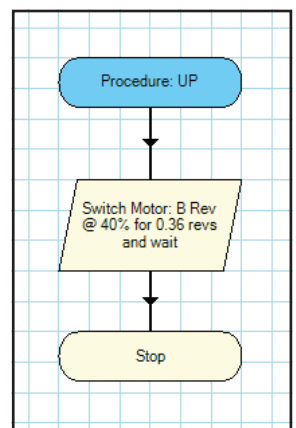 Procedure: UP
Switch Motor: B Rev
@ 40% for 0.36 revs
and wait
Stop